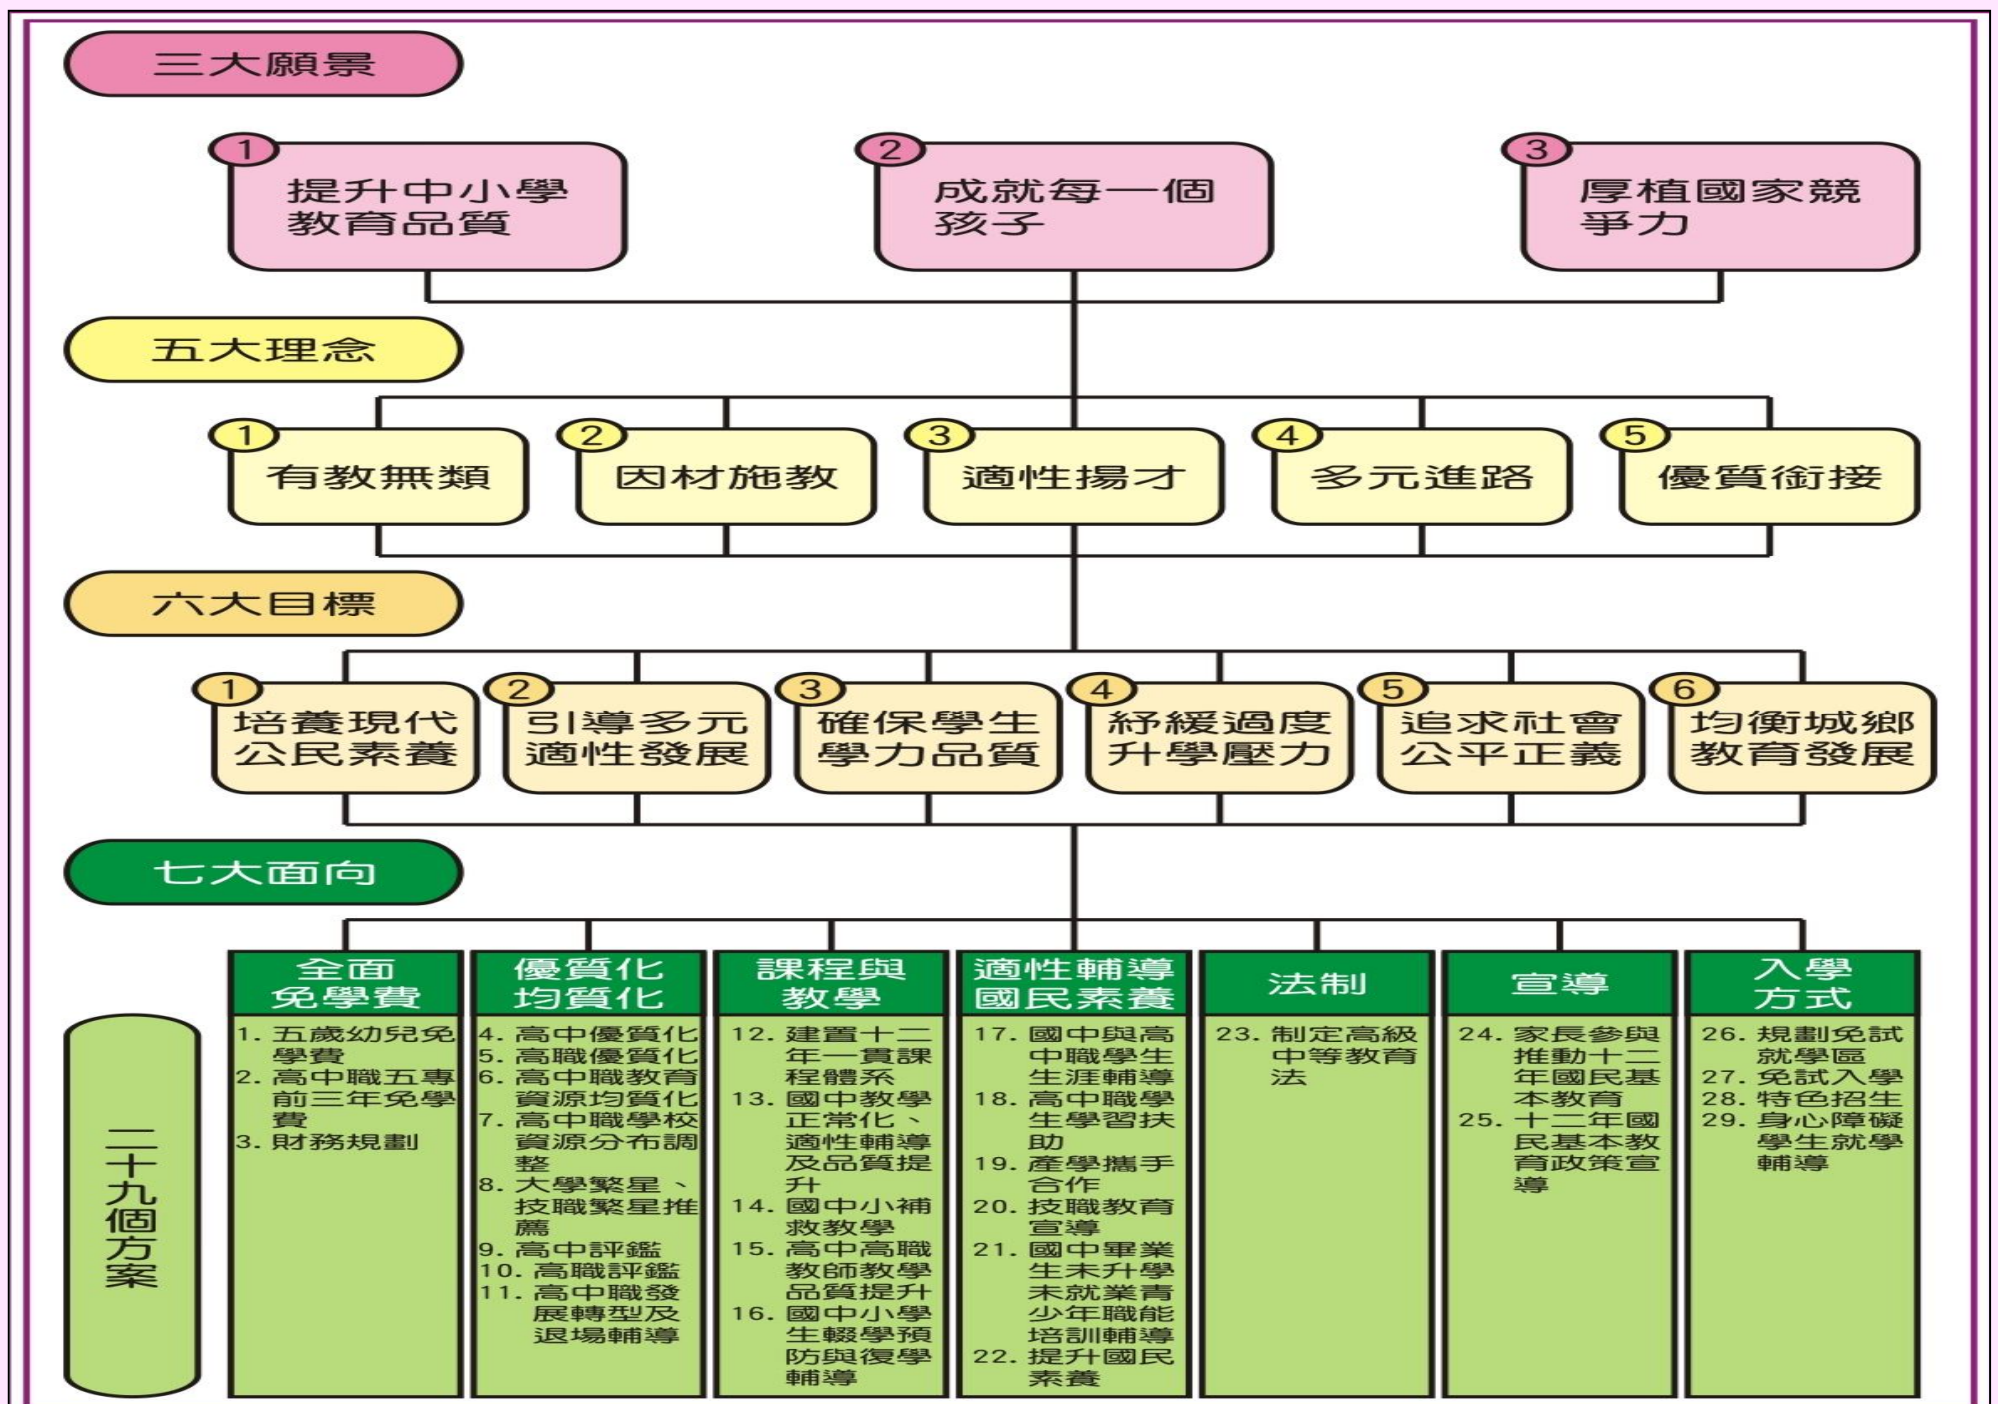 三大願景
1
提升中小學
教育品質
2
成就每一個
孩子
3
厚植國家競
爭力
五大理念
1
有教無類
2
因材施教
3
適性揚才
4
多元進路
5
優質銜接
六大目標
1
培養現代
公民素養
2
引導多元
適性發展
3
確保學生
學力品質
4
紓緩過度
升學壓力
5
追求社會
公平正義
6
均衡城鄉
教育發展
七大面向
二十九個方案
全面
免學費
1. 五歲幼兒免
學費
2. 高中職五專
前三年免學
費
3. 財務規劃
優質化
均質化
4. 高中優質化
5. 高職優質化
6. 高中職教育
資源均質化
7. 高中職學校
資源分布調
整
8. 大學繁星、
技職繁星推
薦
9. 高中評鑑
10. 高職評鑑
11. 高中職發
展轉型及
退場輔導
課程與
教學
12. 建置十二
年一貫課
程體系
13. 國中教學
正常化、
適性輔導
及品質提
升
14. 國中小補
救教學
15. 高中高職
教師教學
品質提升
16. 國中小學
生輟學預
防與復學
輔導
適性輔導
國民素養
17. 國中與高
中職學生
生涯輔導
18. 高中職學
生學習扶
助
19. 產學攜手
合作
20. 技職教育
宣導
21. 國中畢業
生未升學
未就業青
少年職能
培訓輔導
22. 提升國民
素養
法制
23. 制定高級
中等教育
法
宣導
24. 家長參與
推動十二
年國民基
本教育
25. 十二年國
民基本教
育政策宣
導
入學
方式
26. 規劃免試
就學區
27. 免試入學
28. 特色招生
29. 身心障礙
學生就學
輔導